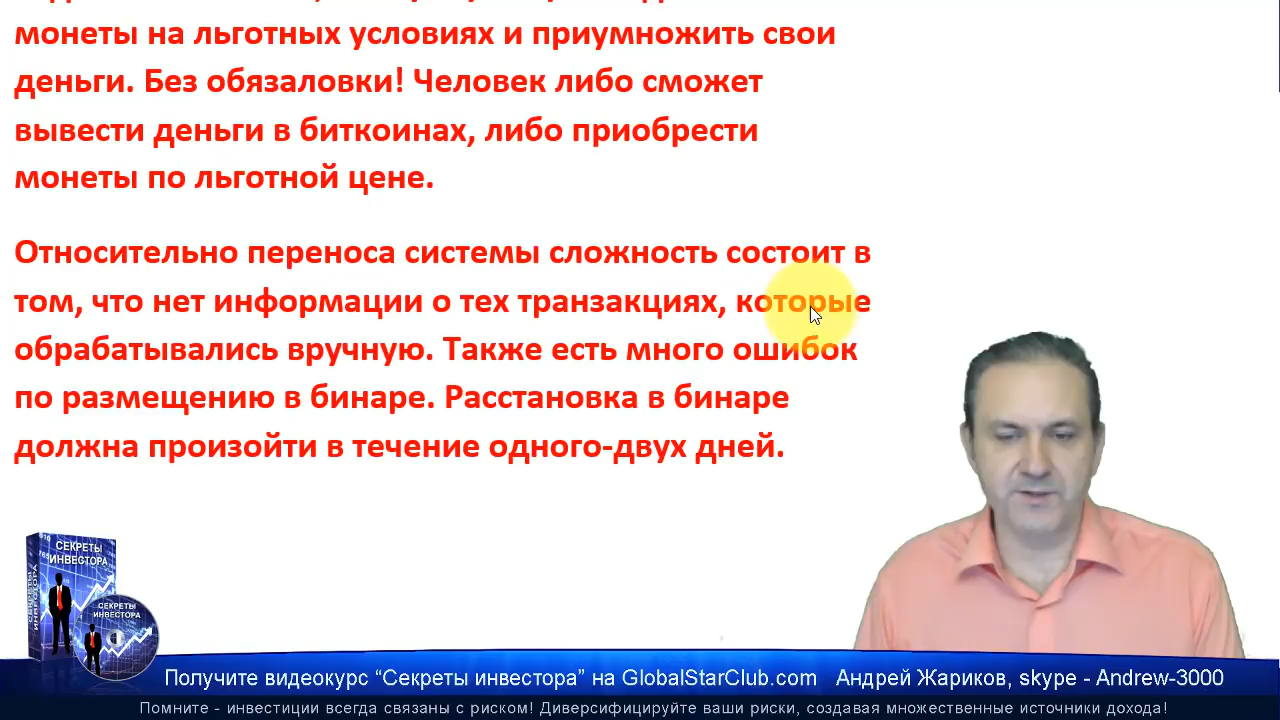 монеты на льготных условиях и приумножить свои
деньги. Без обязаловки! Человек либо сможет
вывести деньги в биткоинах, либо приобрести
монеты по льготной цене.
Относительно переноса системы сложность состоит в
том, что нет информации о тех транзакциях, которые
обрабатывались вручную. Также есть много ошибок
по размещению в бинаре. Расстановка в бинаре
должна произойти в течение одного-двух дней.
СЕКРЕТЫ
ИНВЕСТОРА
СЕКРЕТЫ
ИНВЕСТОРА
Получите видеокурс “Секреты инвестора” на GlobalStarClub.com Андрей Жариков, skype - Andrew-3000
Помните - инвестиции всегда связаны с риском! Диверсифицируйте ваши риски, создавая множественные источники дохода!